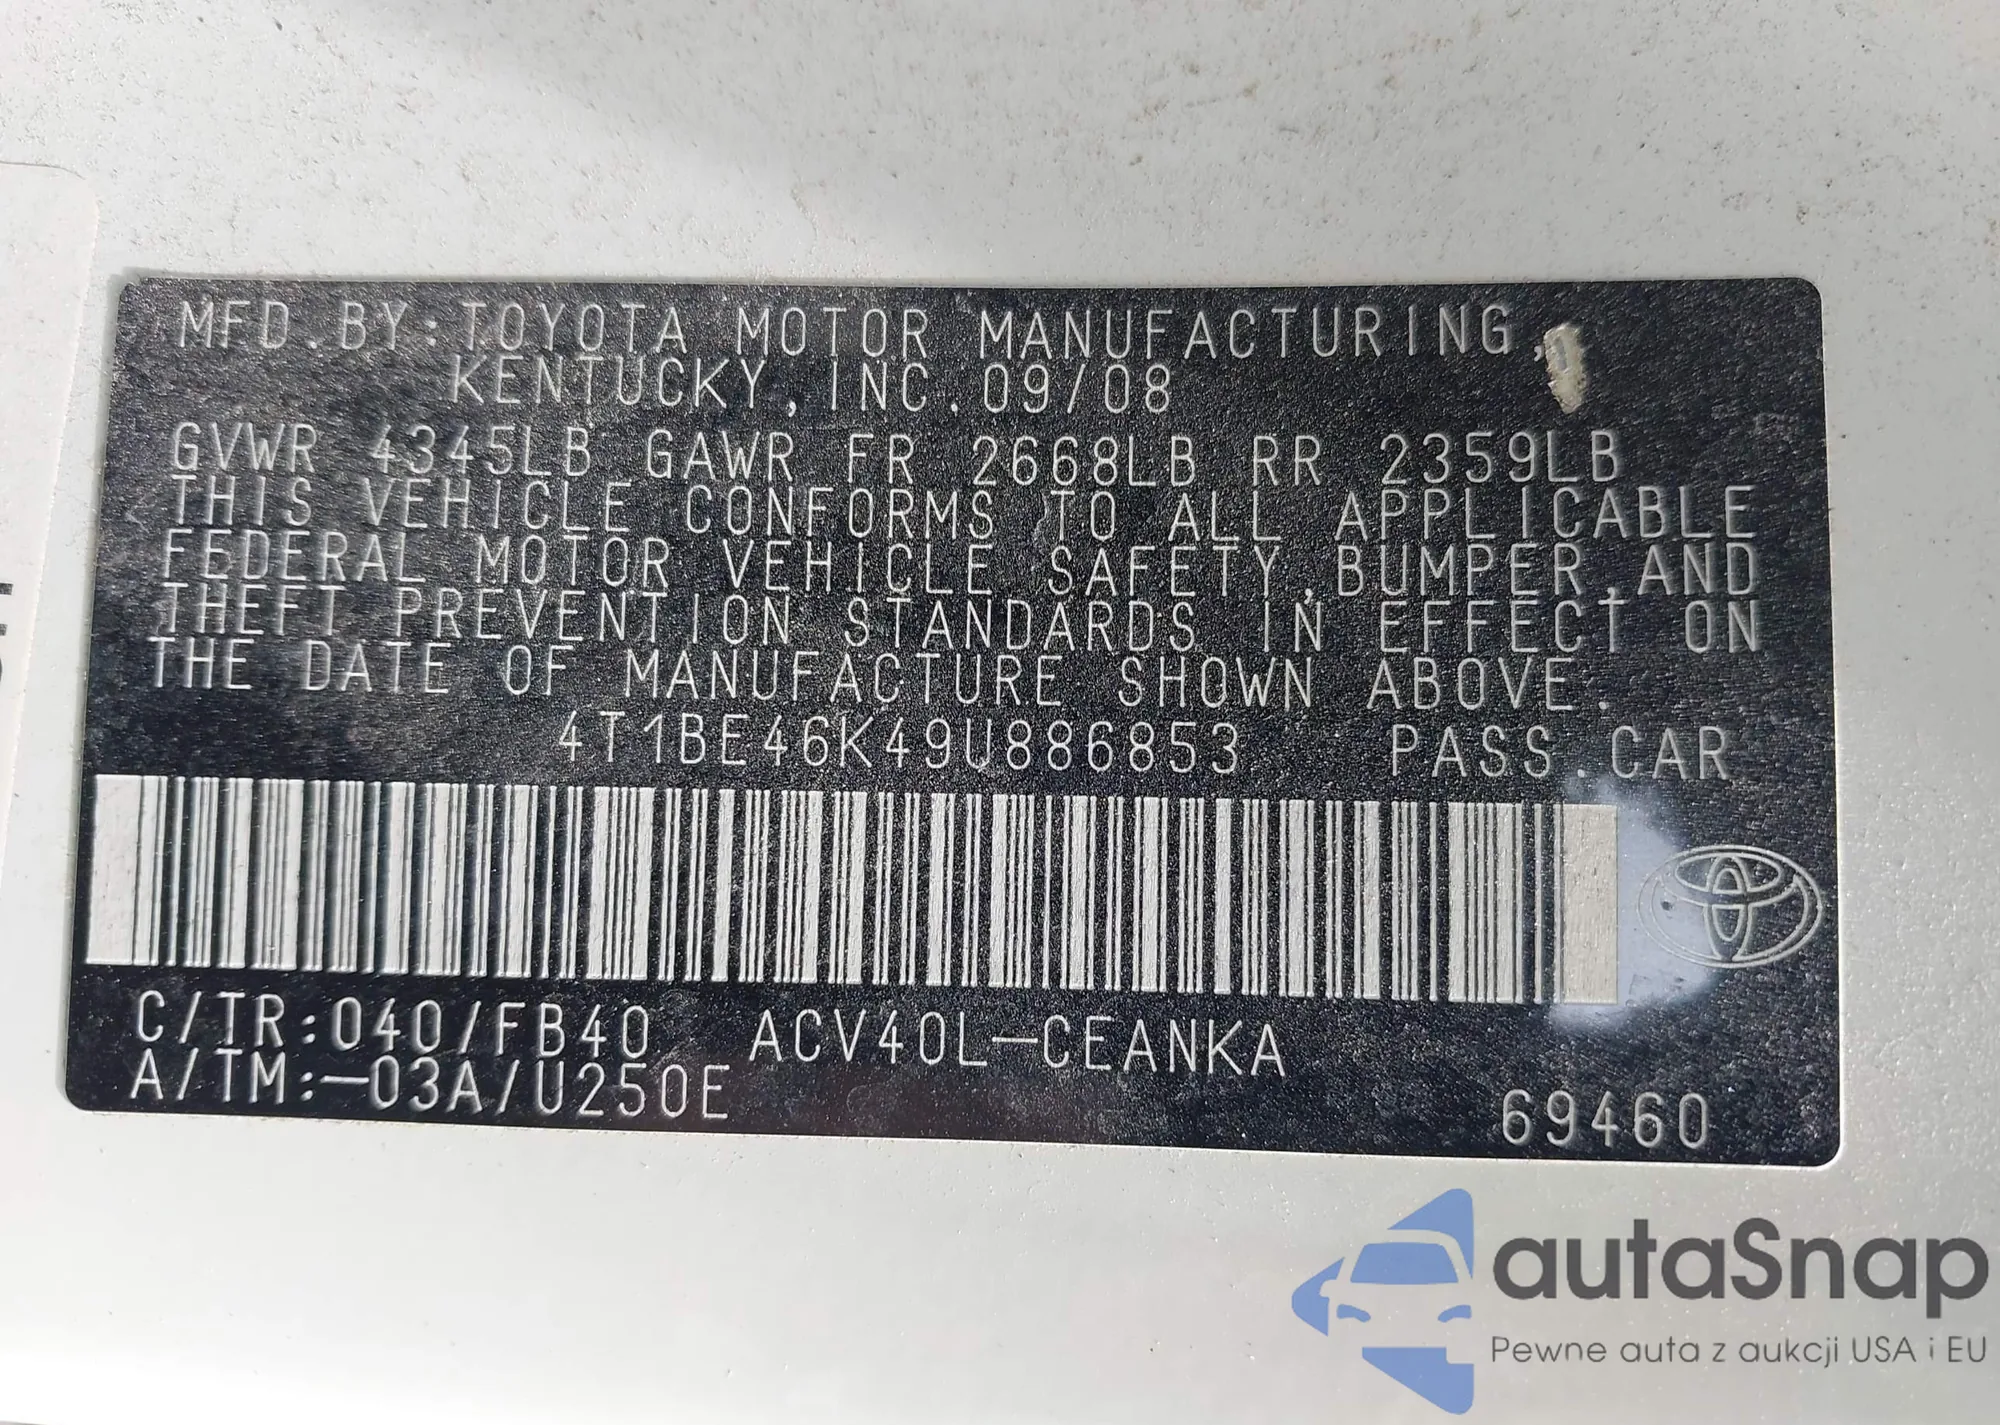 MFD.BY:TOYOTA MOTOR MANUFACTURING,
KENTUCKY,INC.09/08
GVWR 4345LB GAWR FR 2668LB RR 2359LB
THIS VEHICLE CONFORMS TO ALL APPLICABLE
FEDERAL MOTOR VEHICLE SAFETY,BUMPER,AND
THEFT PREVENTION STANDARDS IN EFFECT ON
THE DATE OF MANUFACTURE SHOWN ABOVE.
4T1BE46K49U886853 PASS.CAR
C/TR:040/FB40 ACV40L-CEANKA
A/TM:-03A/U250E
69460
autaSnap
Pewne auta z aukcji USA i EU